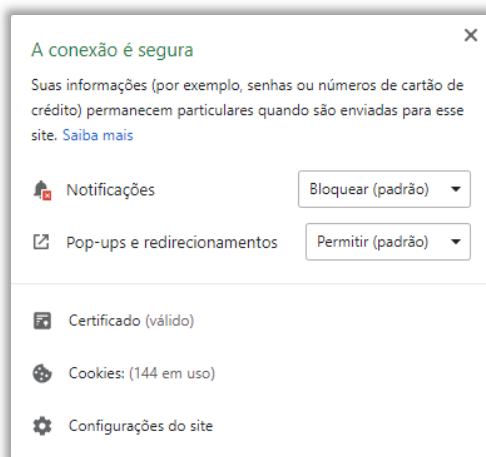 A conexão é segura
Suas informações (por exemplo, senhas ou números de cartão de
crédito) permanecem particulares quando são enviadas para esse
site. Saiba mais
Notificações Bloquear (padrão)
Pop-ups e redirecionamentos Permitir (padrão)
Certificado (válido)
Cookies: (144 em uso)
Configurações do site